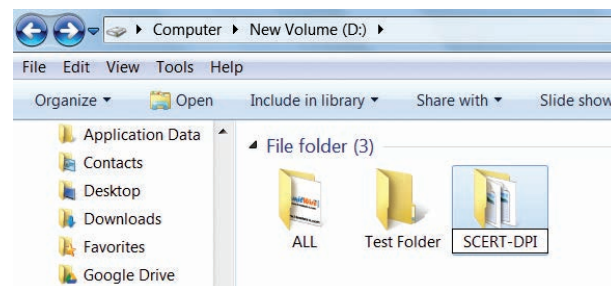 Computer New Volume (D:)
File Edit View Tools Help
Organize Open Include in library Share with Slide show
Application Data
Contacts
Desktop
Downloads
Favorites
Google Drive
File folder (3)
ALL Test Folder SCERT-DPI